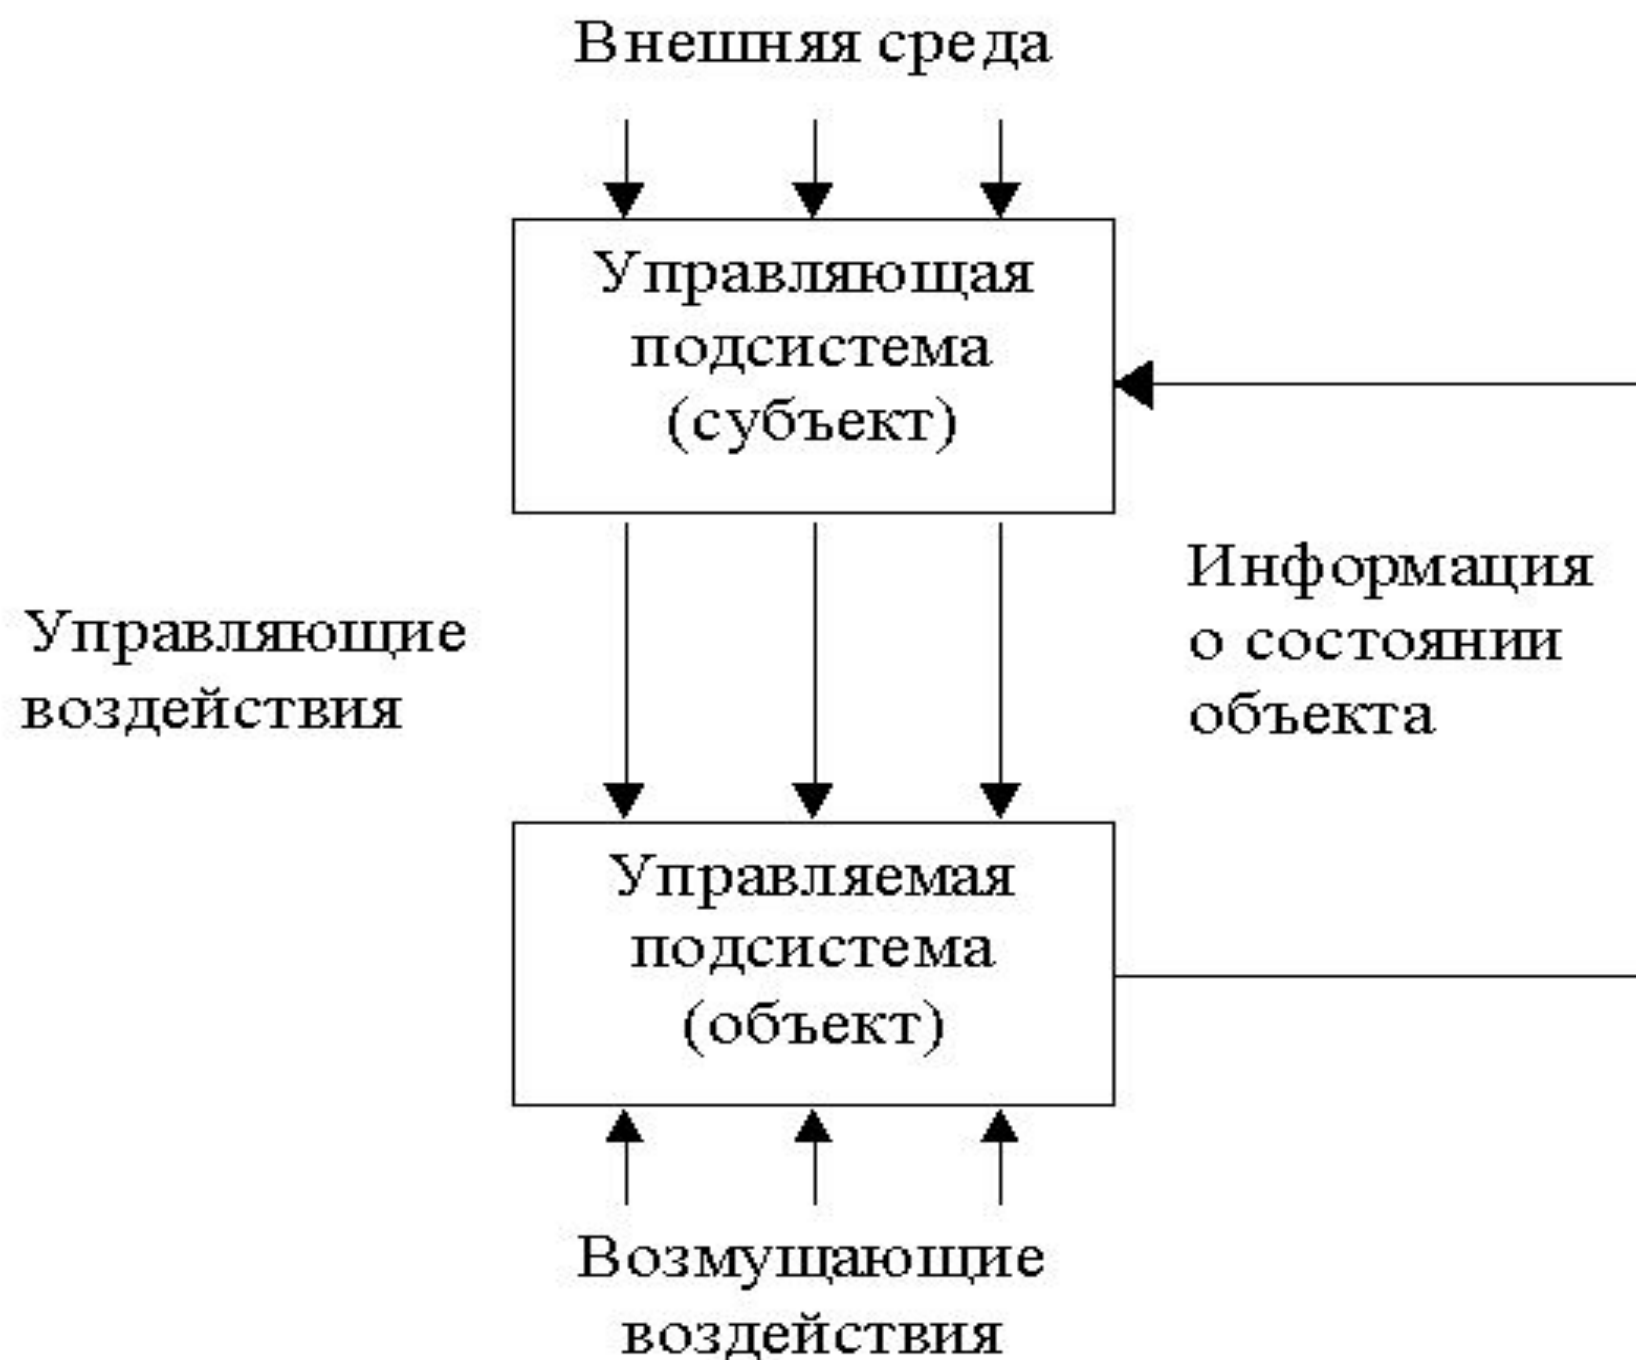 Внешняя среда
Управляющая
подсистема
(субъект)
Управляющие
воздействия
Информация
о состоянии
объекта
Управляемая
подсистема
(объект)
Возмущающие
воздействия